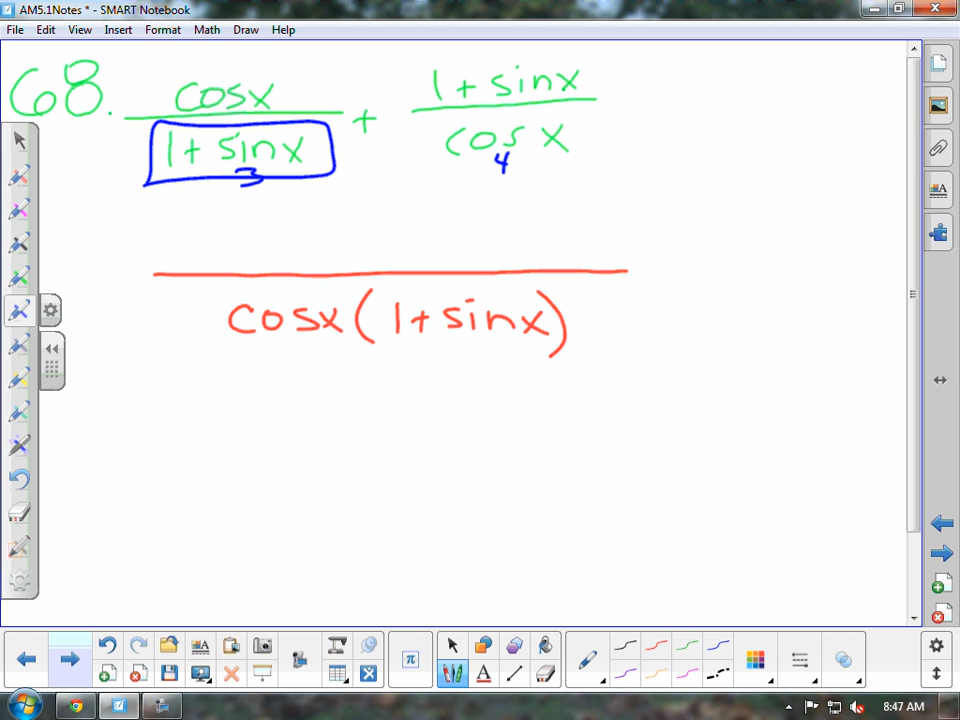 AM5.1Notes * - SMART Notebook
File Edit View Insert Format Math Draw Help
68. cosx / 1 + sinx + 1 + sinx / cos x
3 4
cosx(1+sinx)
π
A
8:47 AM